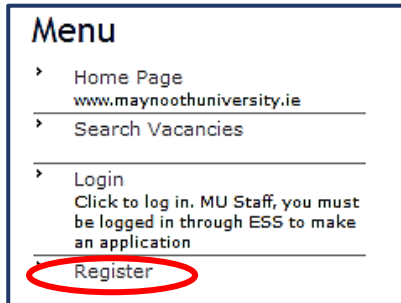 Menu
Home Page
www.maynoothuniversity.ie
Search Vacancies
Login
Click to log in. MU Staff, you must
be logged in through ESS to make
an application
Register